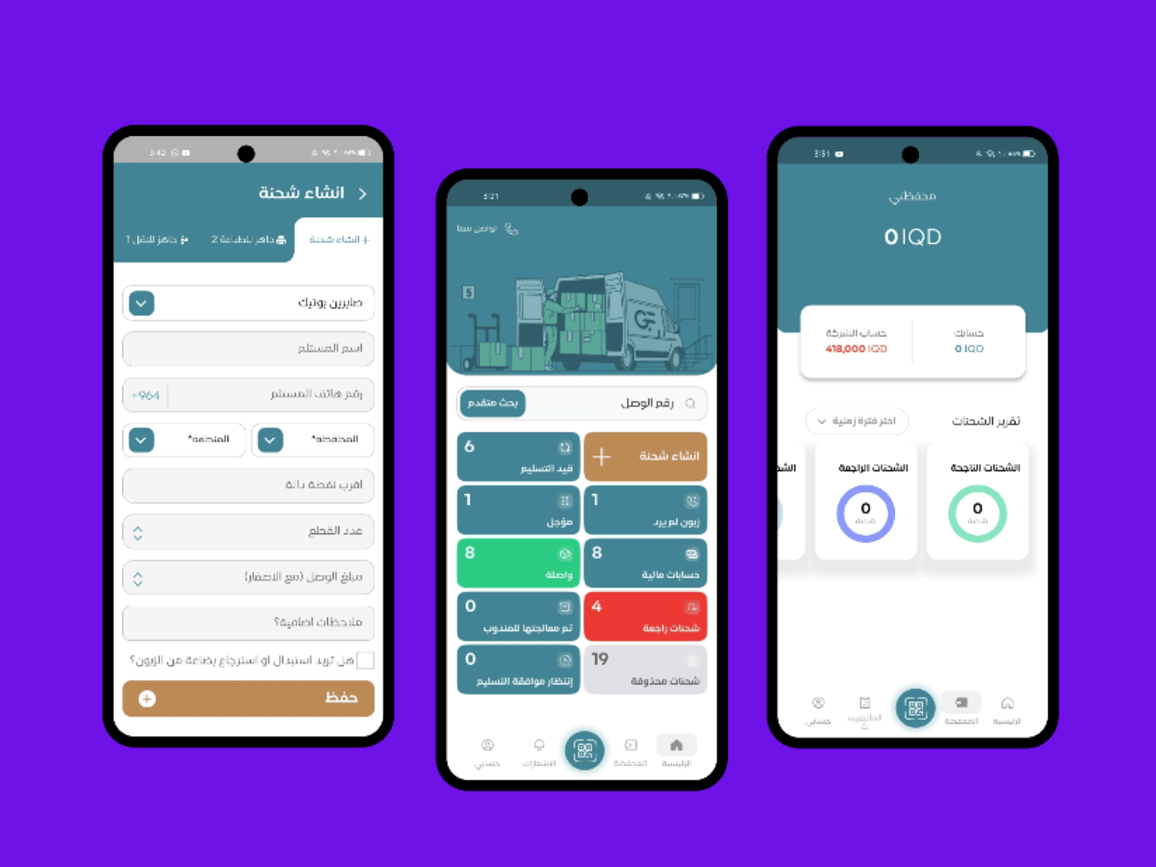 3:42
انشاء شحنة
انشاء شحنة
جاهز للطباعة 2
جاهز للنقل 1
صابرين بوتيك
اسم المستلم
رقم هاتف المستلم
+964
المحافظة*
المنطقة*
اقرب نقطة دالة
عدد القطع
مبلغ الوصل (مع الاصفار)
ملاحظات اضافية؟
هل تريد استبدال او استرجاع بضاعة من الزبون؟
حفظ
3:21
تواصل معنا
5
GF
رقم الوصل
بحث متقدم
انشاء شحنة
6
قيد التسليم
1
زبون لم يرد
1
مؤجل
8
حسابات مالية
8
واصلة
4
شحنات راجعة
0
تم معالجتها للمندوب
19
شحنات محذوفة
0
إنتظار موافقة التسليم
الرئيسية
المحفظة
الاشعارات
حسابي
3:31
محفظتي
0 IQD
حسابك
0 IQD
حساب الشركة
418,000 IQD
تقرير الشحنات
اختر فترة زمنية
الشحنات الناجحة
0
شحنة
الشحنات الراجعة
0
شحنة
الش
الرئيسية
المحفظة
حسابي